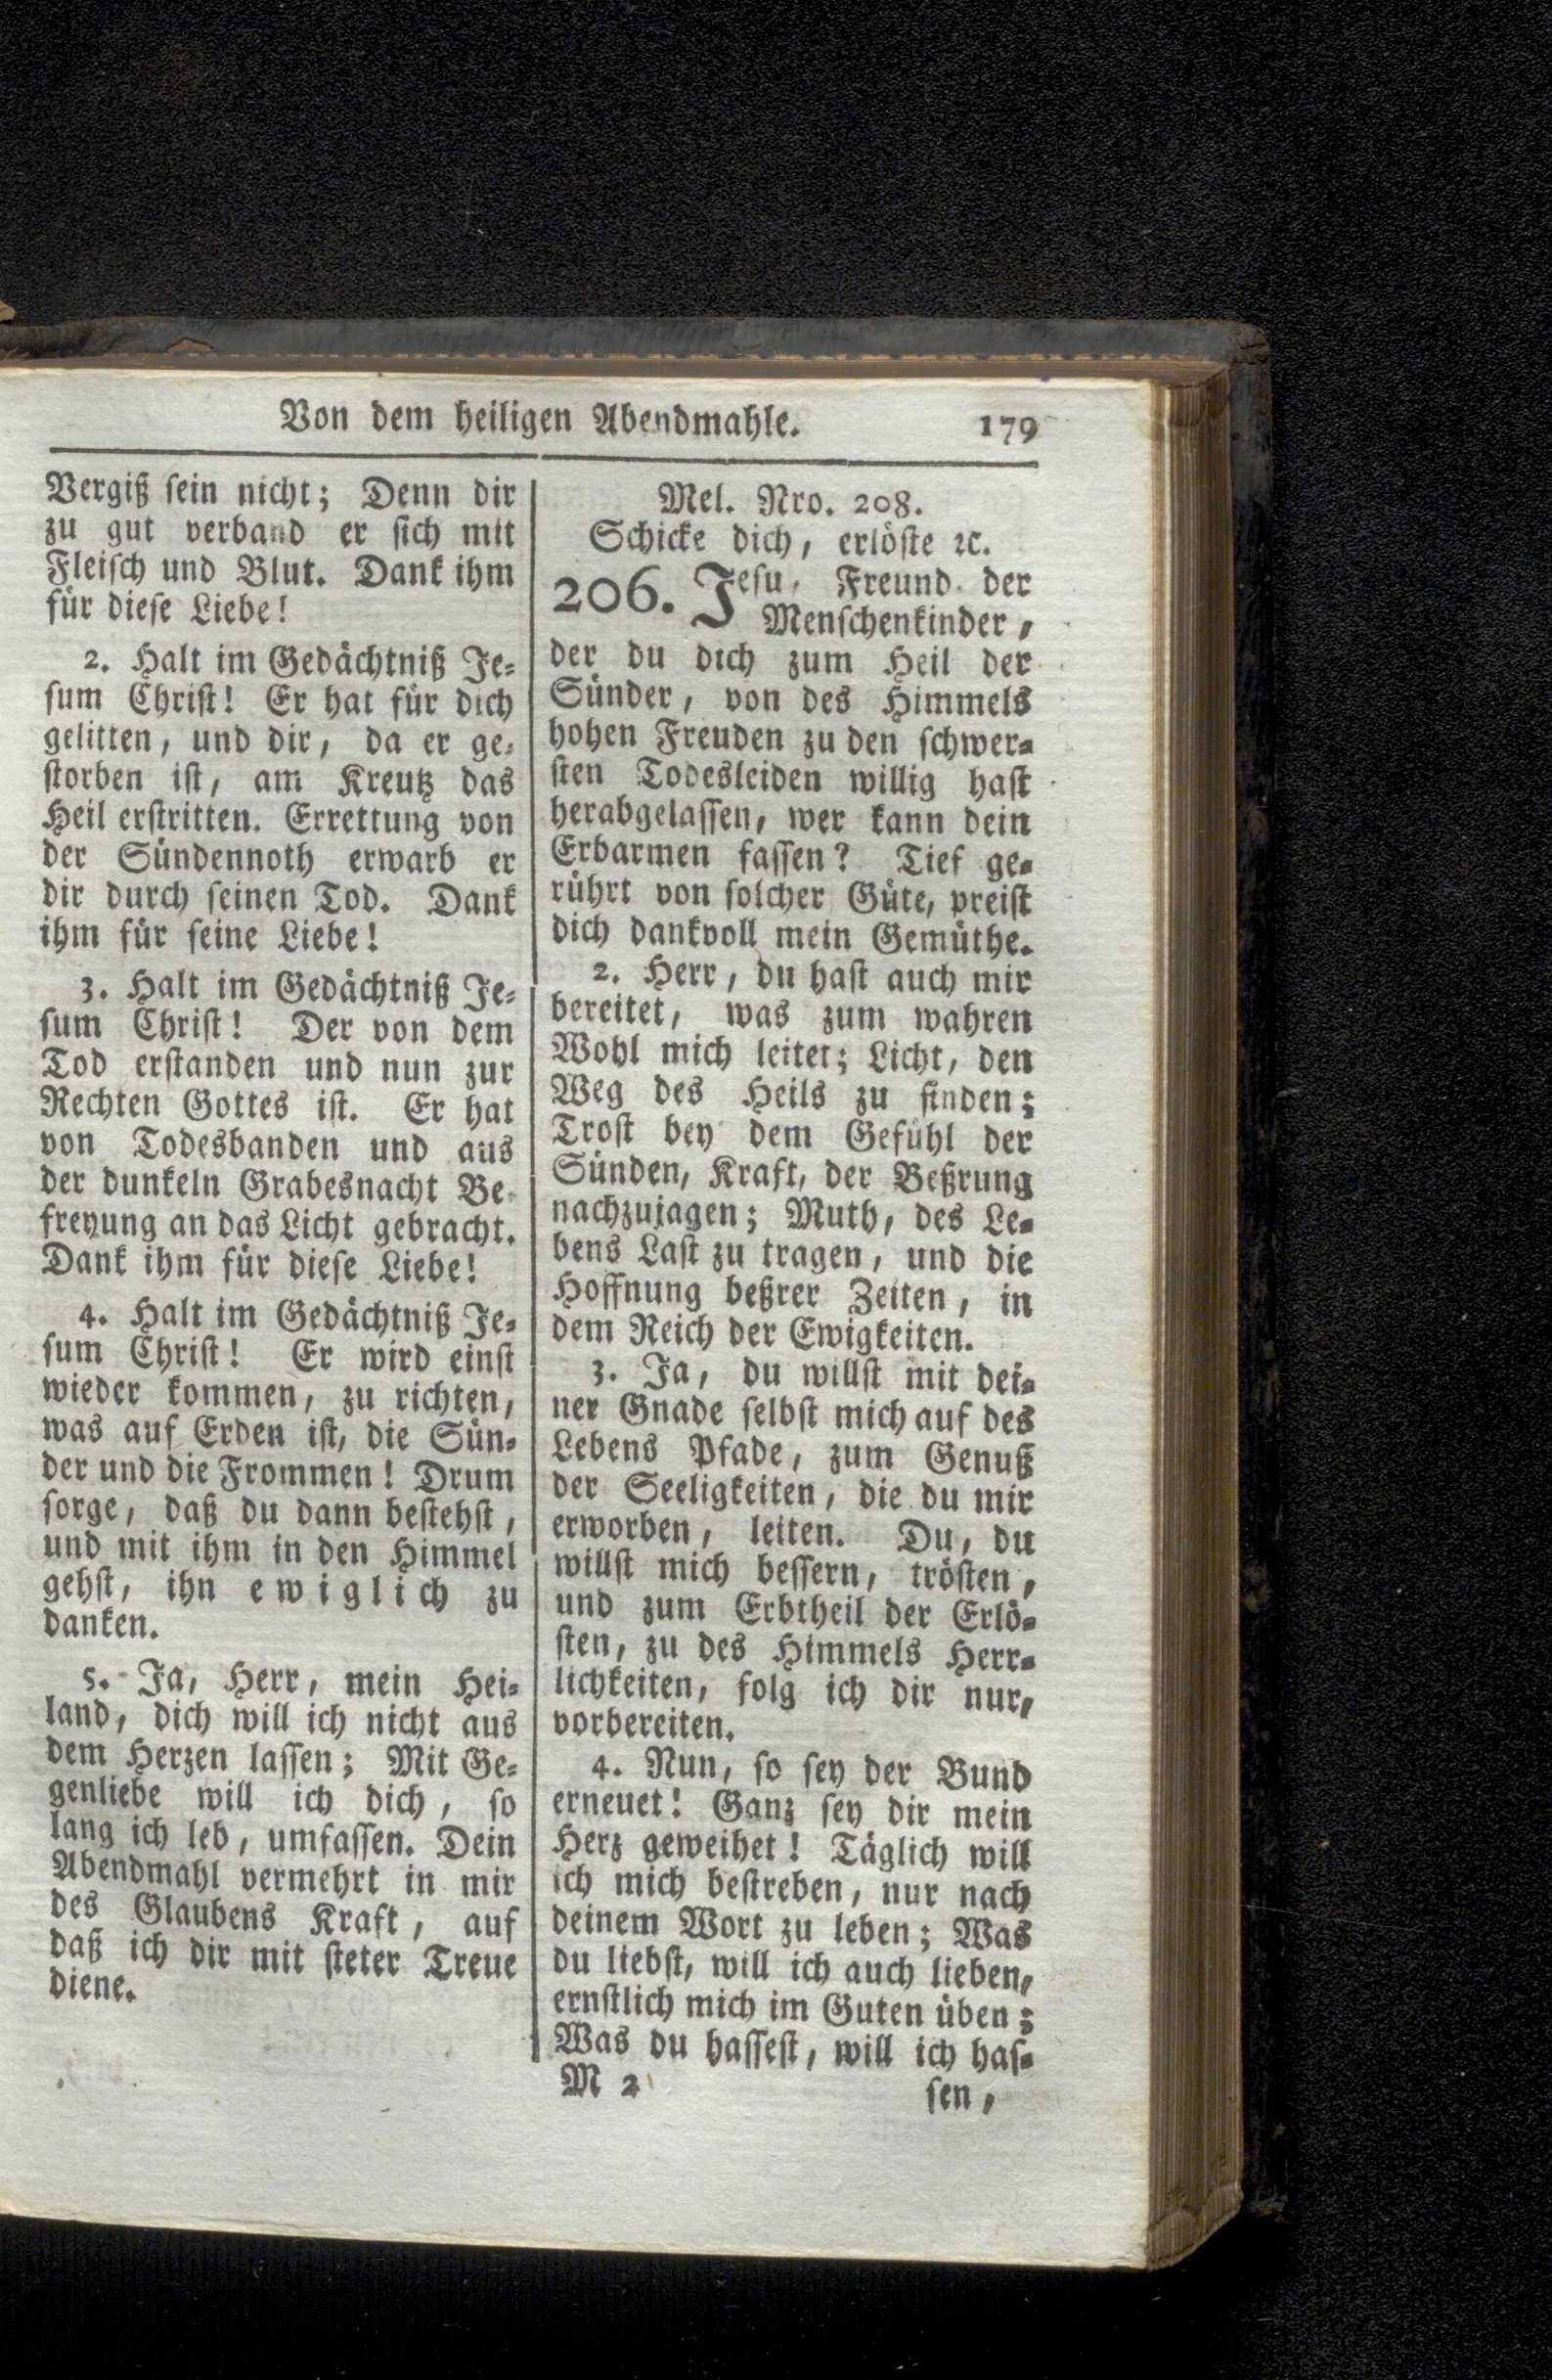 Von dem heiligen Abendmahle. 179
Vergiß ſein nicht; Denn dir
zu gut verband er ſich mit
Fleiſch und Blut. Dank ihm
für dieſe Liebe!
2. Halt im Gedächtniß Je-
ſum Chriſt! Er hat für dich
gelitten, und dir, da er ge-
ſtorben iſt, am Kreutz das
Heil erſtritten. Errettung von
der Sündennoth erwarb er
dir durch ſeinen Tod. Dank
ihm für ſeine Liebe!
3. Halt im Gedächtniß Je-
ſum Chriſt! Der von dem
Tod erſtanden und nun zur
Rechten Gottes iſt. Er hat
von Todesbanden und aus
der dunkeln Grabesnacht Be-
freyung an das Licht gebracht.
Dank ihm für dieſe Liebe!
4. Halt im Gedächtniß Je-
ſum Chriſt! Er wird einſt
wieder kommen, zu richten,
was auf Erden iſt, die Sün-
der und die Frommen! Drum
ſorge, daß du dann beſtehſt,
und mit ihm in den Himmel
gehſt, ihn ewiglich zu
danken.
5. Ja, Herr, mein Hei-
land, dich will ich nicht aus
dem Herzen laſſen; Mit Ge-
genliebe will ich dich, ſo
lang ich leb, umfaſſen. Dein
Abendmahl vermehrt in mir
des Glaubens Kraft, auf
daß ich dir mit ſteter Treue
diene.
Mel. Nro. 208.
Schicke dich, erlöſte ꝛc.
206. Jeſu, Freund der
Menſchenkinder,
der du dich zum Heil der
Sünder, von des Himmels
hohen Freuden zu den ſchwer-
ſten Todesleiden willig haſt
herabgelaſſen, wer kann dein
Erbarmen faſſen? Tief ge-
rührt von ſolcher Güte, preiſt
dich dankvoll mein Gemüthe.
2. Herr, du haſt auch mir
bereitet, was zum wahren
Wohl mich leitet; Licht, den
Weg des Heils zu finden;
Troſt bey dem Gefühl der
Sünden, Kraft, der Beßrung
nachzujagen; Muth, des Le-
bens Laſt zu tragen, und die
Hoffnung beßrer Zeiten, in
dem Reich der Ewigkeiten.
3. Ja, du willſt mit dei-
ner Gnade ſelbſt mich auf des
Lebens Pfade, zum Genuß
der Seeligkeiten, die du mir
erworben, leiten. Du, du
willſt mich beſſern, tröſten,
und zum Erbtheil der Erlö-
ſten, zu des Himmels Herr-
lichkeiten, folg ich dir nur,
vorbereiten.
4. Nun, ſo ſey der Bund
erneuet! Ganz ſey dir mein
Herz geweihet! Täglich will
ich mich beſtreben, nur nach
deinem Wort zu leben; Was
du liebſt, will ich auch lieben,
ernſtlich mich im Guten üben;
Was du haſſeſt, will ich haſ-
M 2 ſen,